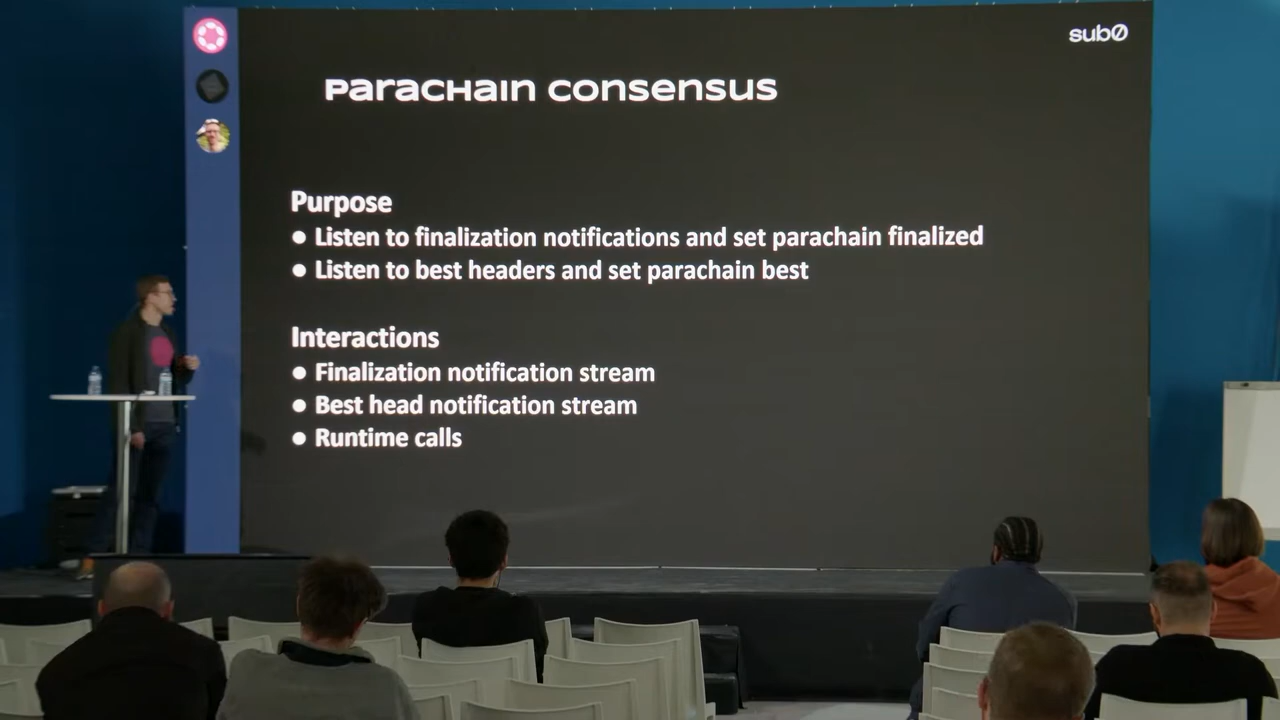 sub0
Parachain consensus
Purpose
● Listen to finalization notifications and set parachain finalized
● Listen to best headers and set parachain best
Interactions
● Finalization notification stream
● Best head notification stream
● Runtime calls